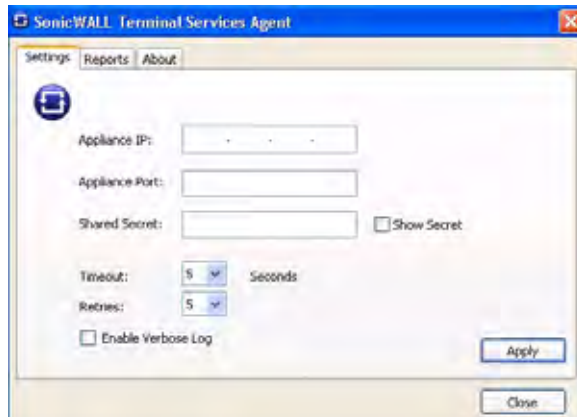 SonicWALL Terminal Services Agent
Settings Reports About
Appliance IP: . . .
Appliance Port:
Shared Secret: Show Secret
Timeout: 5 Seconds
Retries: 5
Enable Verbose Log
Apply
Close